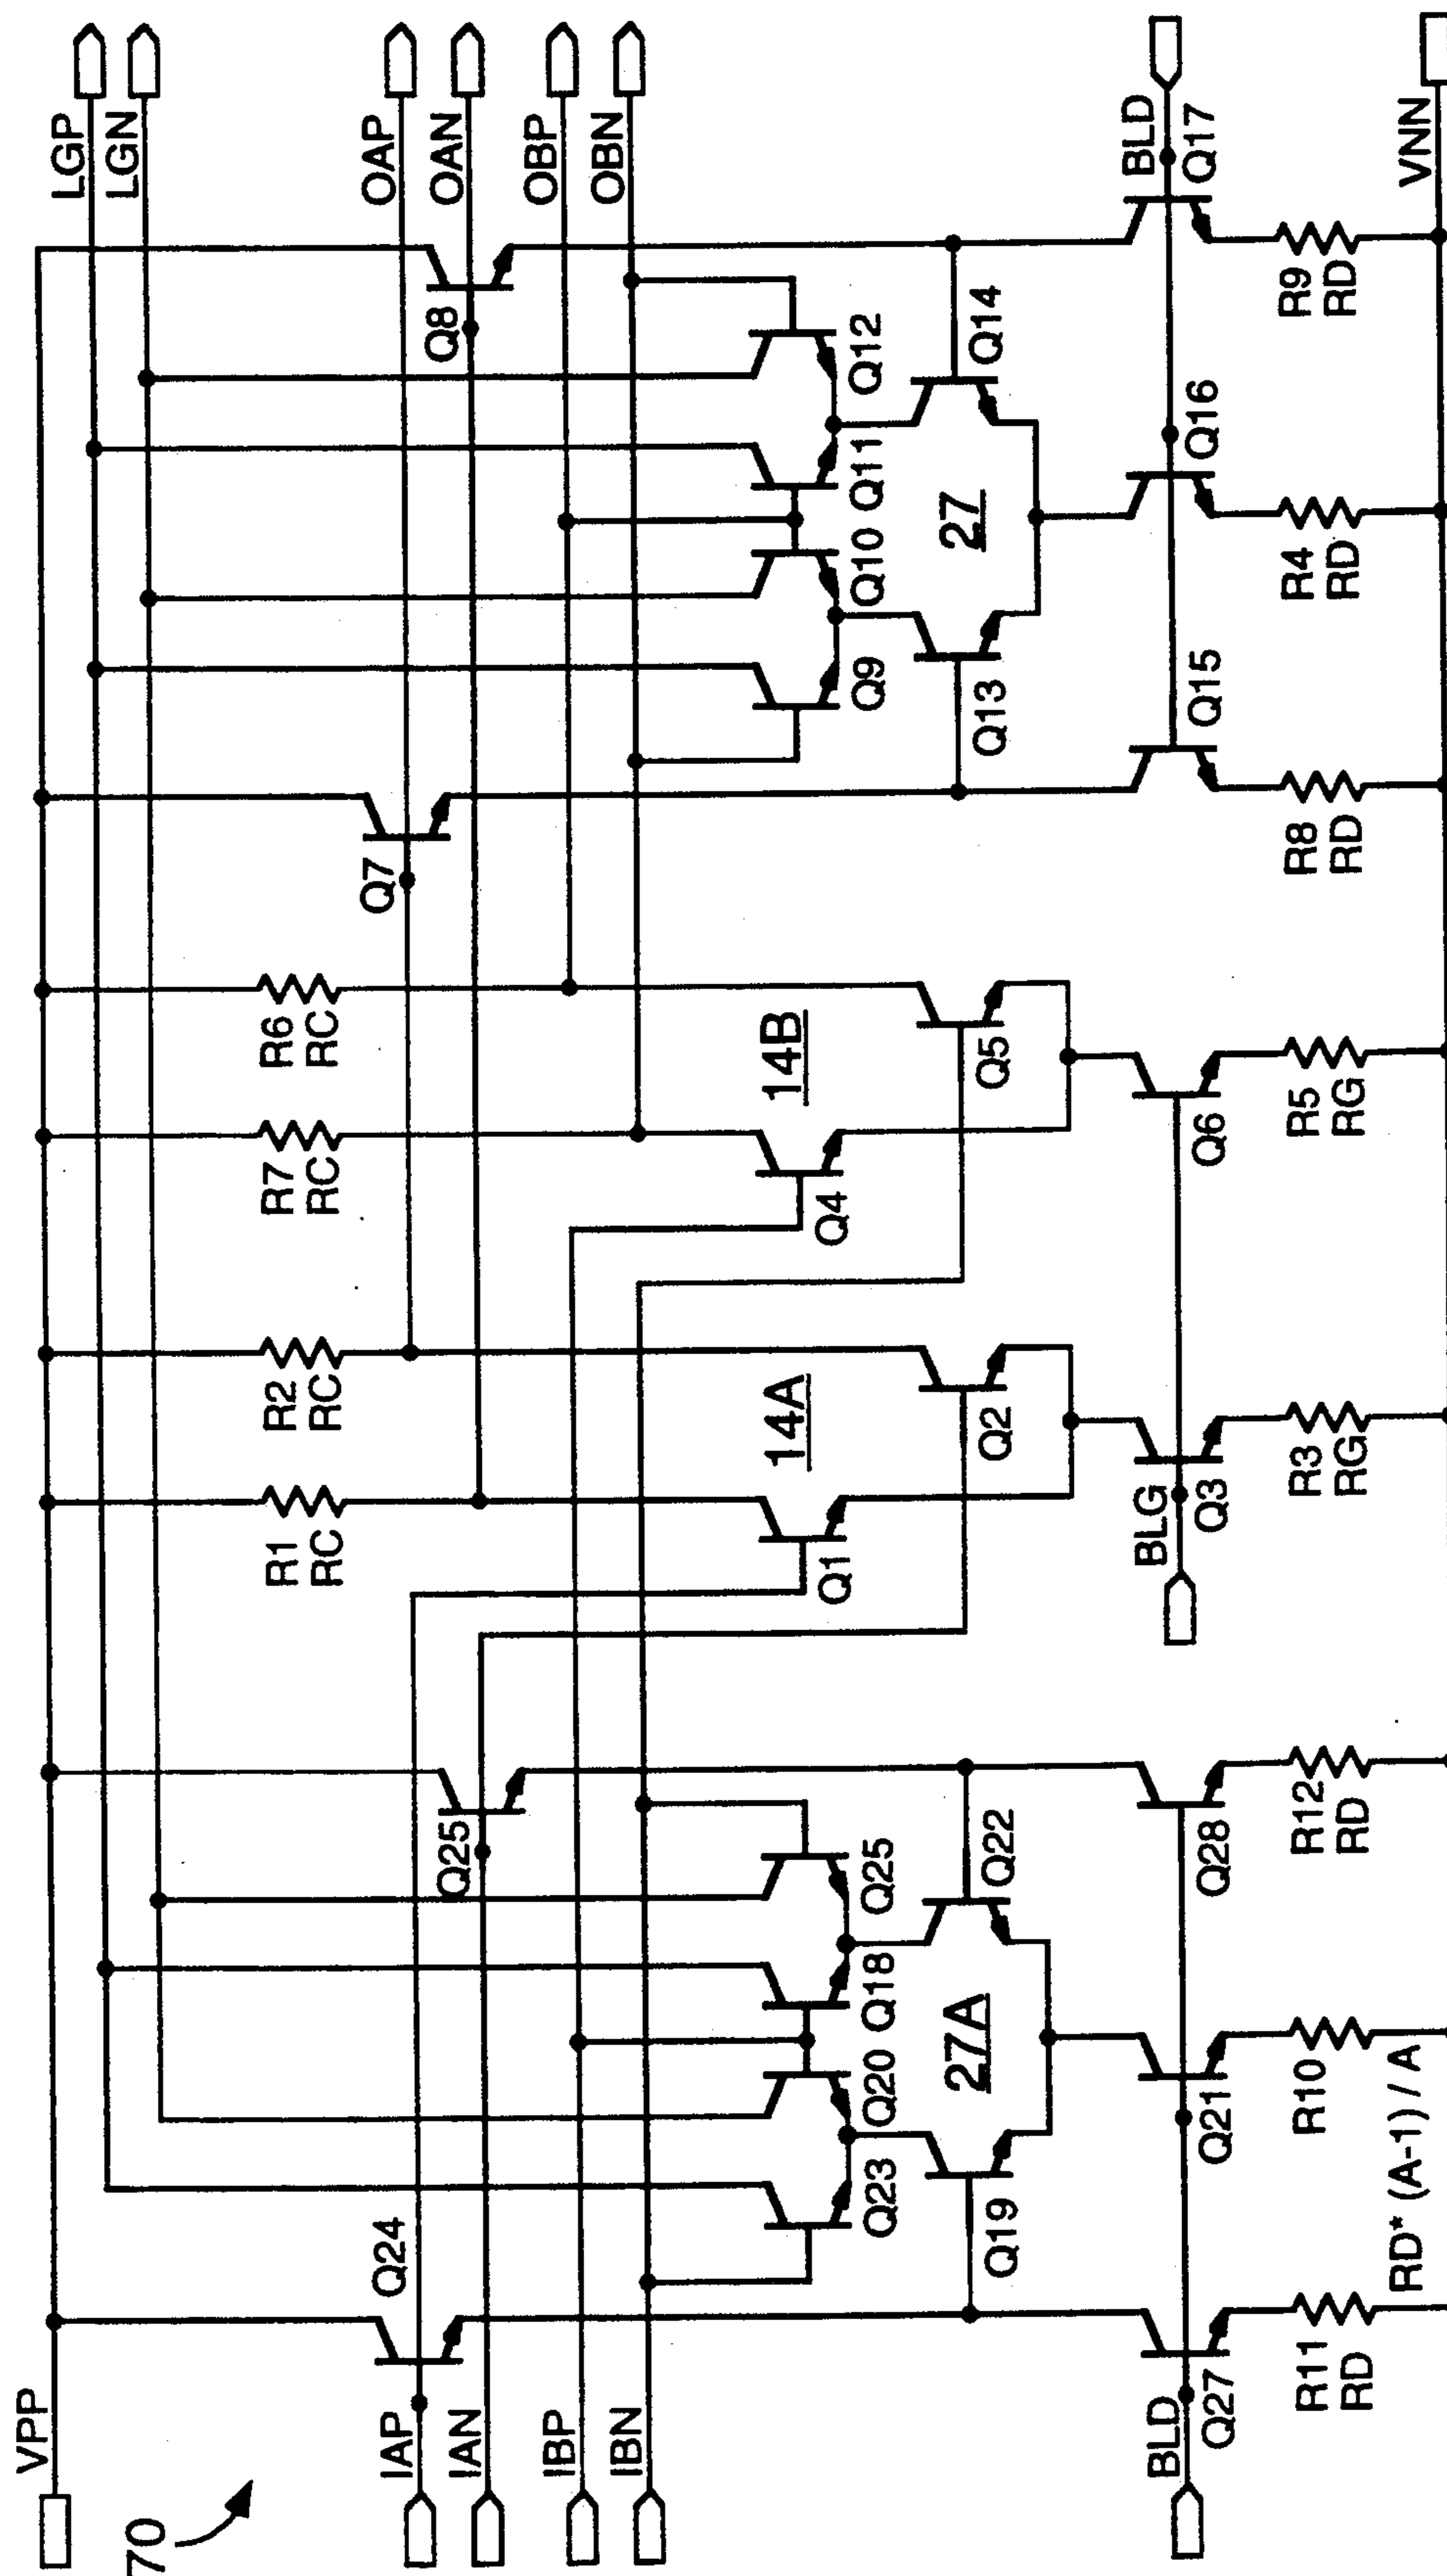 70
VPP
LGP
LGN
IAP
IAN
IBP
IBN
OAP
OAN
OBP
OBN
Q24
Q25
Q23
Q20
Q18
Q25
Q19
27A
Q22
BLD
Q27
Q21
Q28
R11
RD
R10
RD* (A-1) / A
R12
RD
R1
RC
R2
RC
14A
Q1
Q2
BLG
Q3
R3
RG
R7
RC
R6
RC
14B
Q4
Q5
Q6
R5
RG
Q7
Q8
Q9
Q10
Q11
Q12
Q13
27
Q14
BLD
Q15
Q16
Q17
R8
RD
R4
RD
R9
RD
VNN